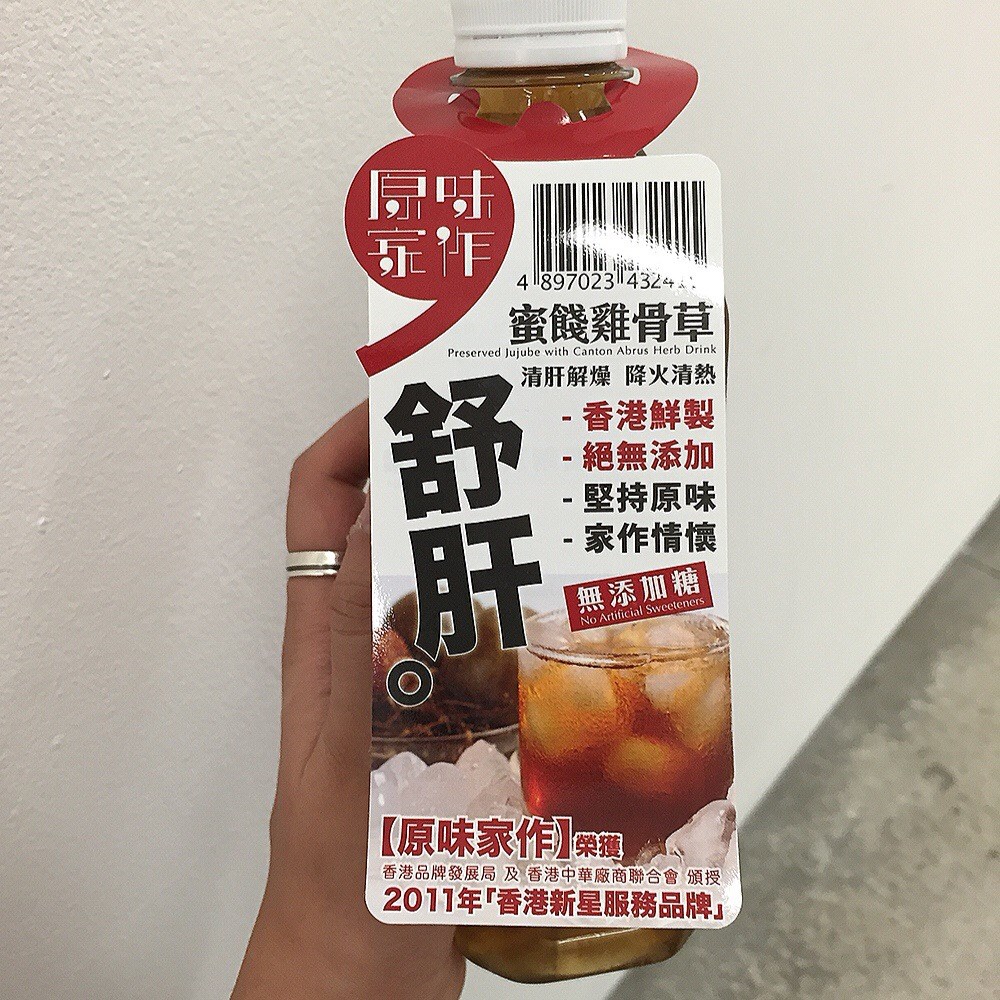 原味
家作
4 897023 432411
蜜餞雞骨草
Preserved Jujube with Canton Abrus Herb Drink
清肝解燥 降火清熱
舒肝。
- 香港鮮製
- 絕無添加
- 堅持原味
- 家作情懷
無添加糖
No Artificial Sweeteners
【原味家作】榮獲
香港品牌發展局 及 香港中華廠商聯合會 頒授
2011年「香港新星服務品牌」